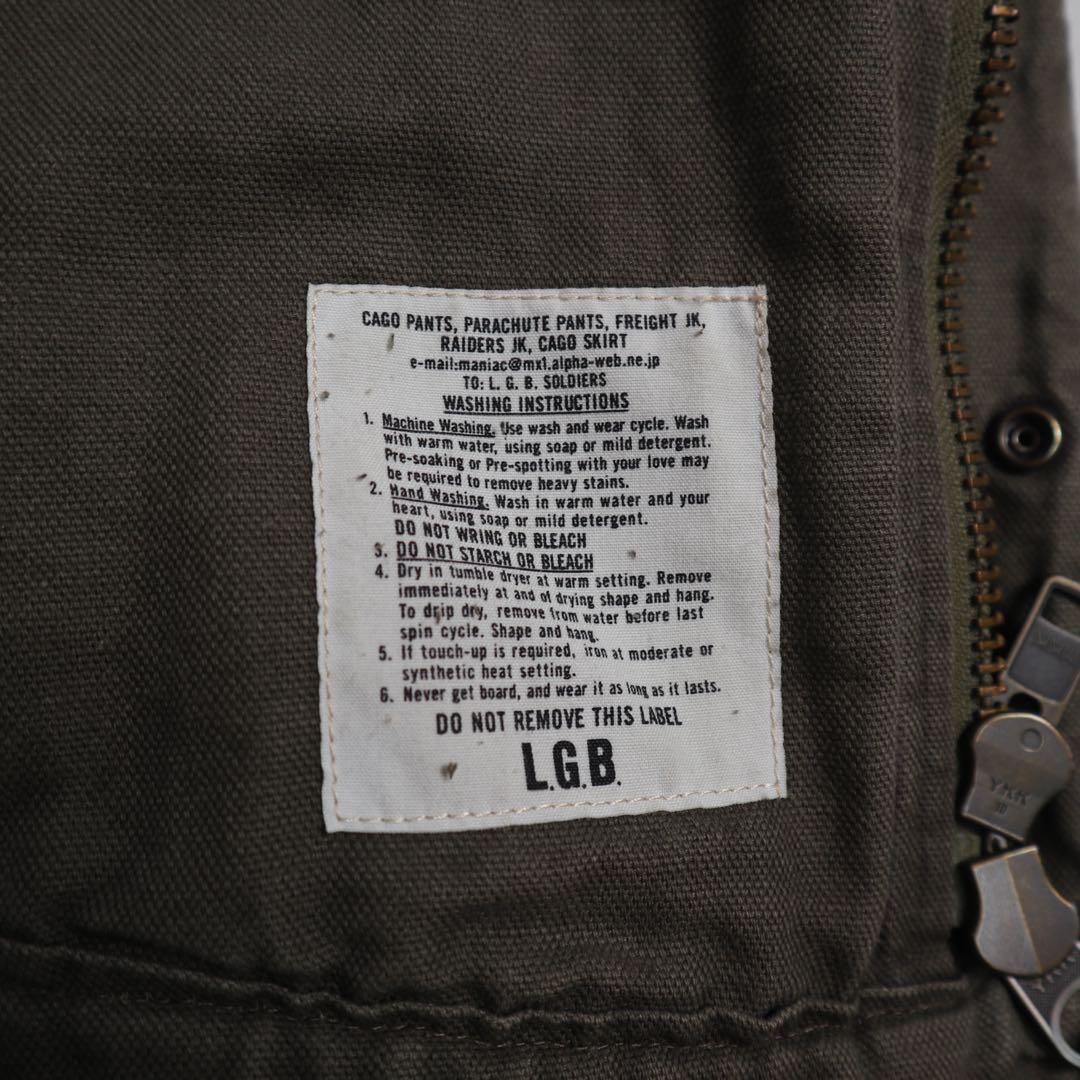 CAGO PANTS, PARACHUTE PANTS, FREIGHT JK,
RAIDERS JK, CAGO SKIRT
e-mail:maniac@mx1.alpha-web.ne.jp
TO: L. G. B. SOLDIERS
WASHING INSTRUCTIONS
1. Machine Washing. Use wash and wear cycle. Wash
with warm water, using soap or mild detergent.
Pre-soaking or Pre-spotting with your love may
be required to remove heavy stains.
2. Hand Washing. Wash in warm water and your
heart, using soap or mild detergent.
DO NOT WRING OR BLEACH
3. DO NOT STARCH OR BLEACH
4. Dry in tumble dryer at warm setting. Remove
immediately at and of drying shape and hang.
To drip dry, remove from water before last
spin cycle. Shape and hang.
5. If touch-up is required, iron at moderate or
synthetic heat setting.
6. Never get board, and wear it as long as it lasts.
DO NOT REMOVE THIS LABEL
L.G.B.
YKK